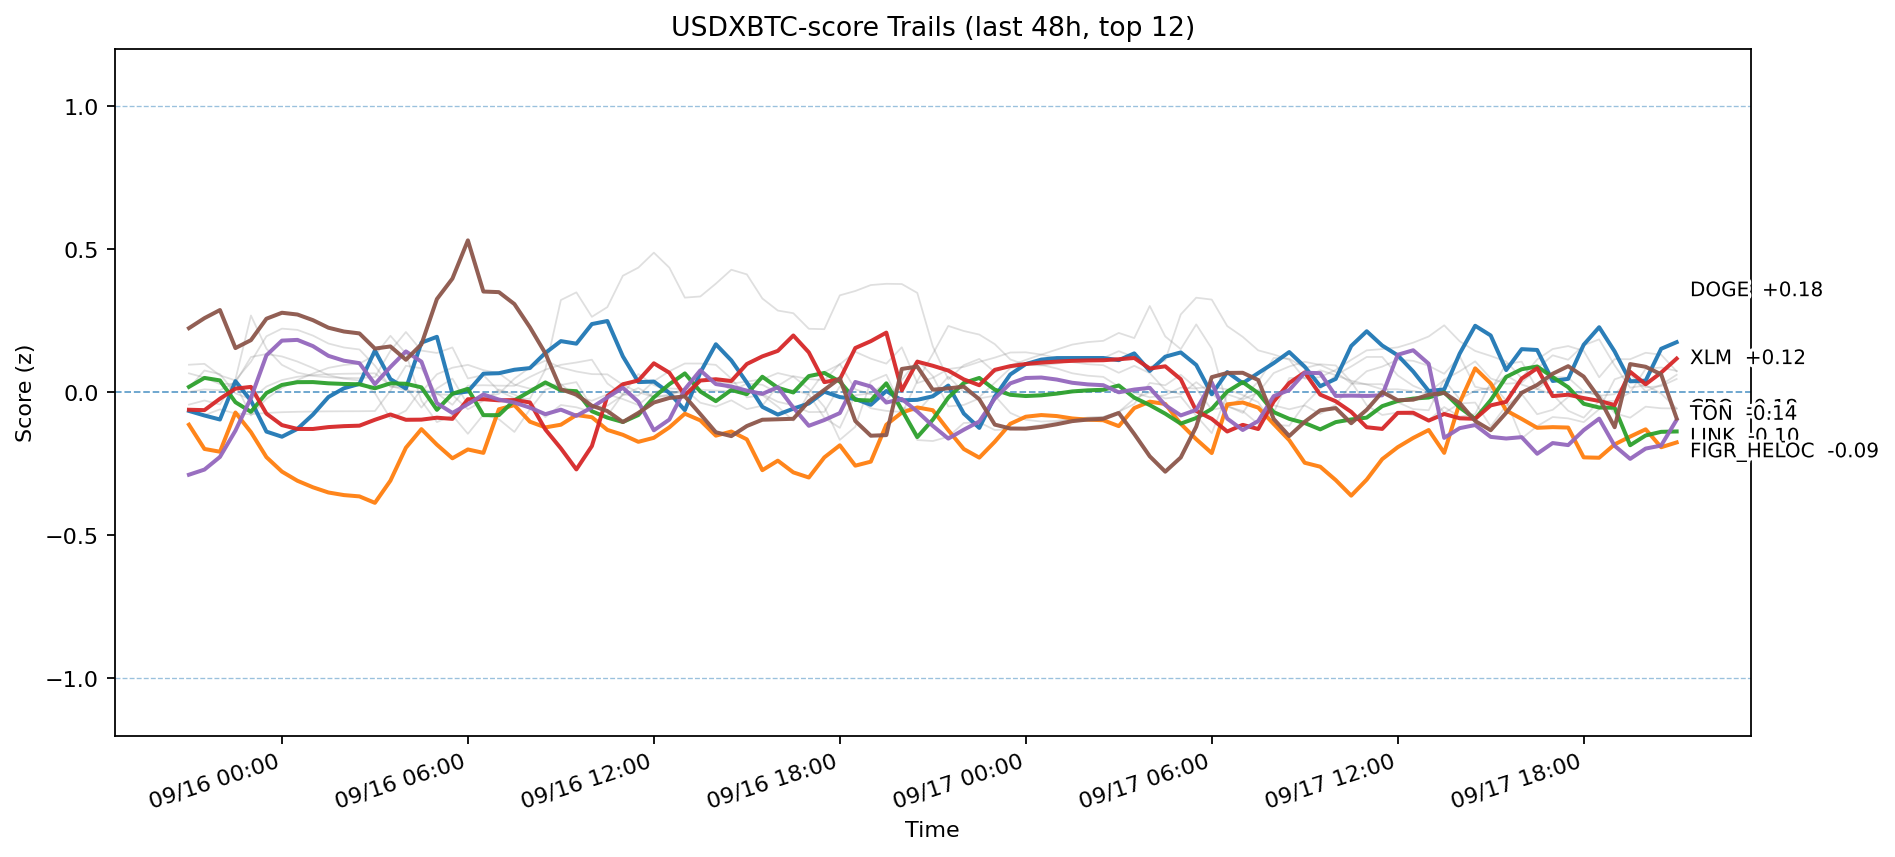 USDXBTC-score Trails (last 48h, top 12)
Score (z)
1.0
0.5
0.0
−0.5
−1.0
DOGE +0.18
XLM +0.12
TON -0.14
LINK -0.10
FIGR_HELOC -0.09
09/16 00:00
09/16 06:00
09/16 12:00
09/16 18:00
09/17 00:00
09/17 06:00
09/17 12:00
09/17 18:00
Time